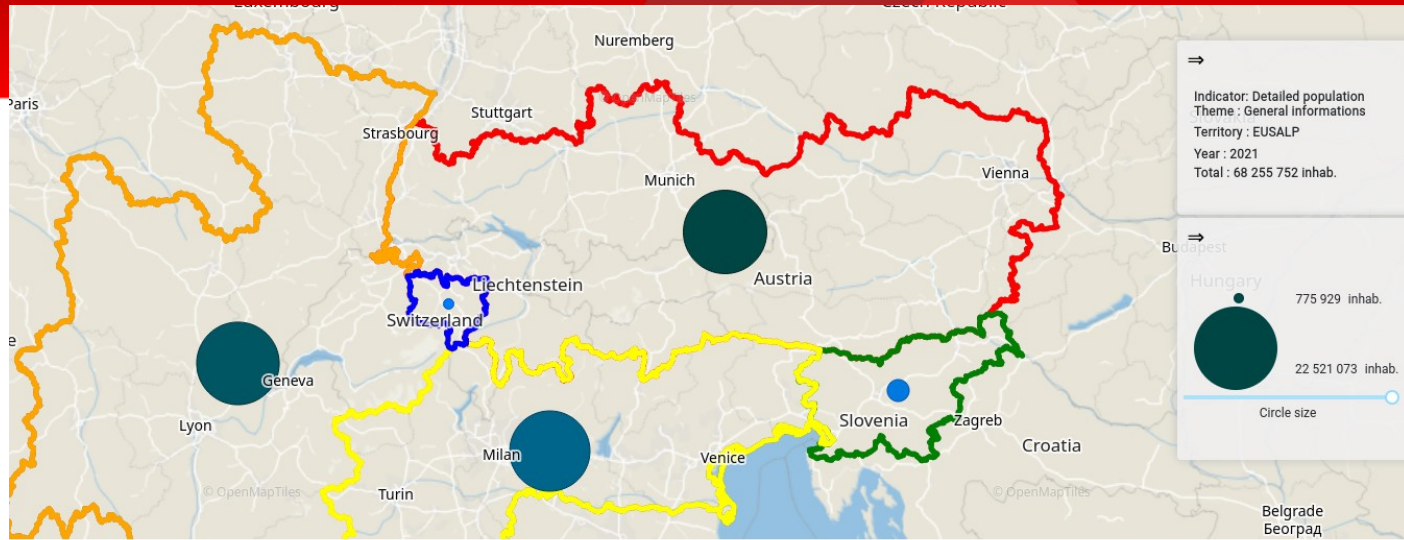 Luxembourg
Czech Republic
Nuremberg
© OpenMapTiles
Paris
Stuttgart
Strasbourg
Munich
Vienna
Budapest
Hungary
Slovakia
Liechtenstein
Austria
Switzerland
Geneva
Lyon
Slovenia
Zagreb
Croatia
Milan
Venice
Turin
© OpenMapTiles
© OpenMapTiles
Belgrade
Београд
e
⇒
Indicator: Detailed population
Theme : General informations
Territory : EUSALP
Year : 2021
Total : 68 255 752 inhab.
⇒
775 929 inhab.
22 521 073 inhab.
Circle size